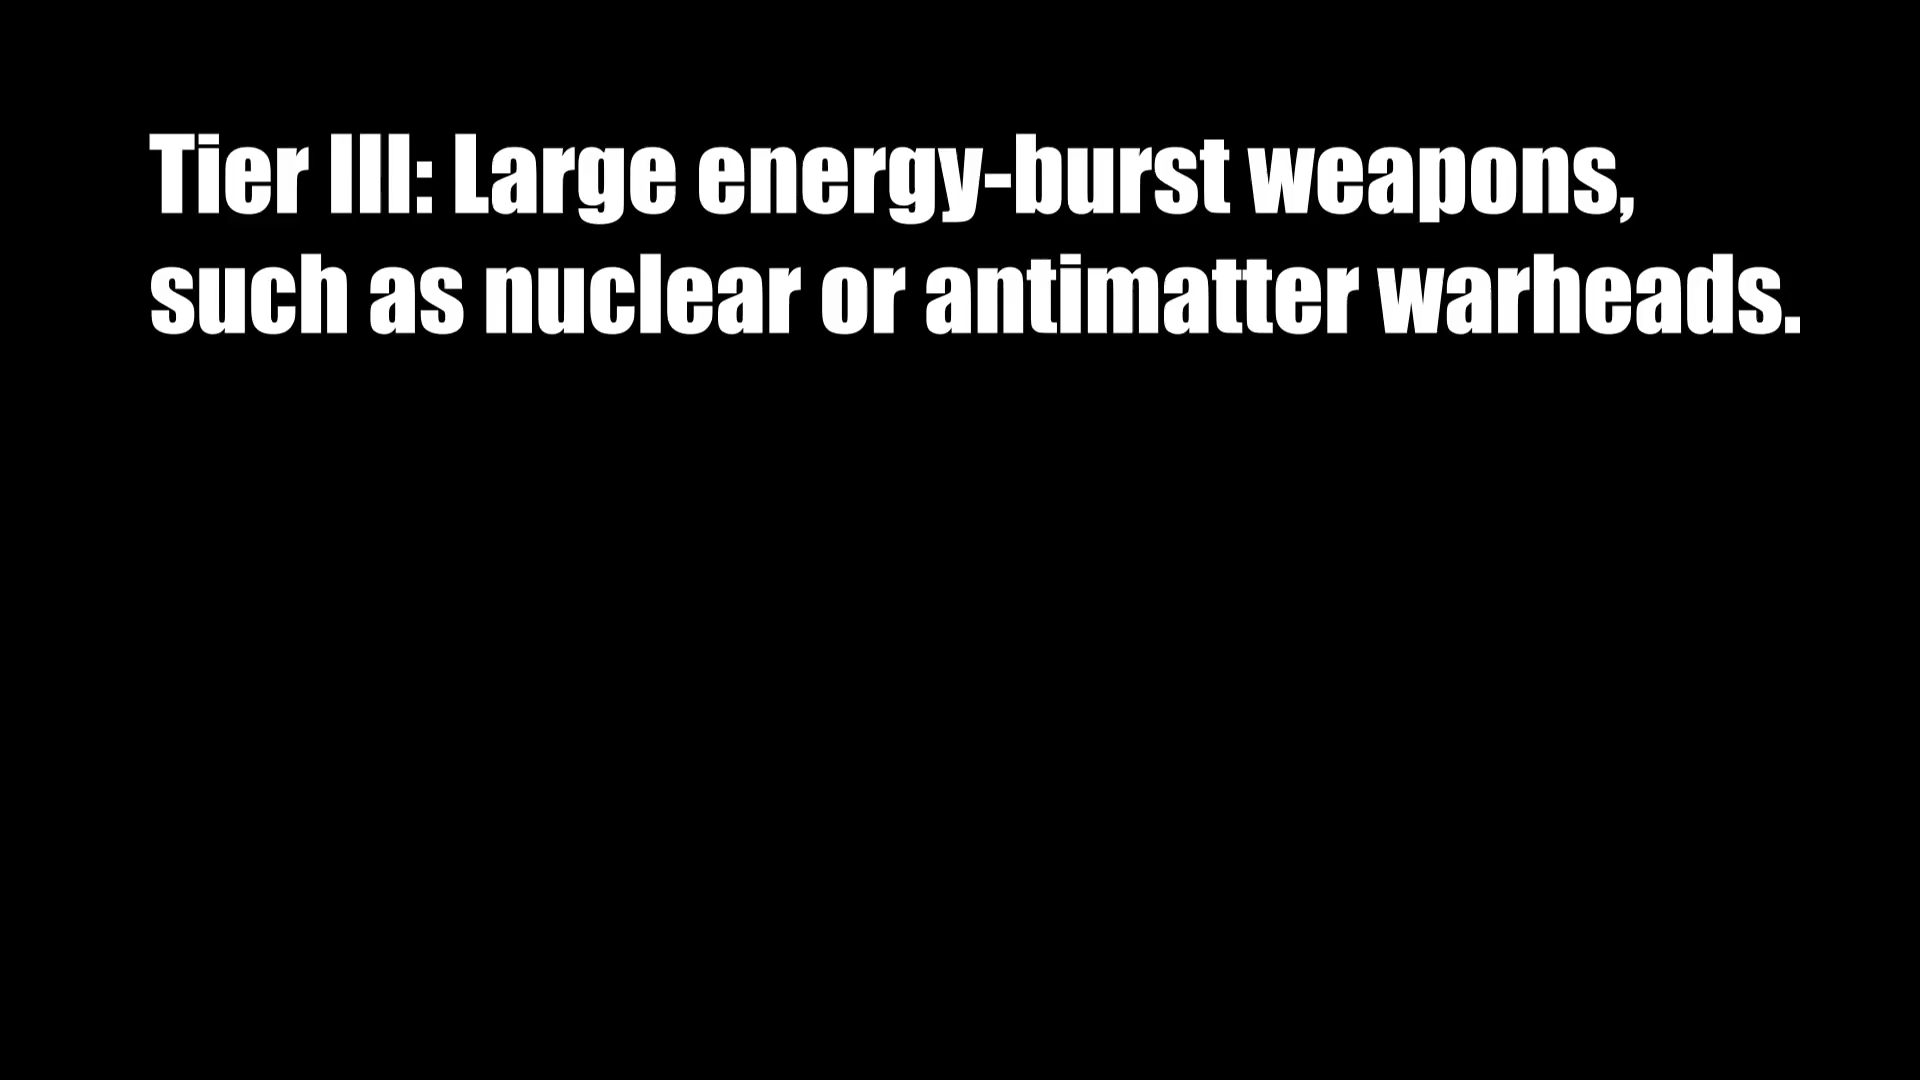 Tier III: Large energy-burst weapons,
such as nuclear or antimatter warheads.